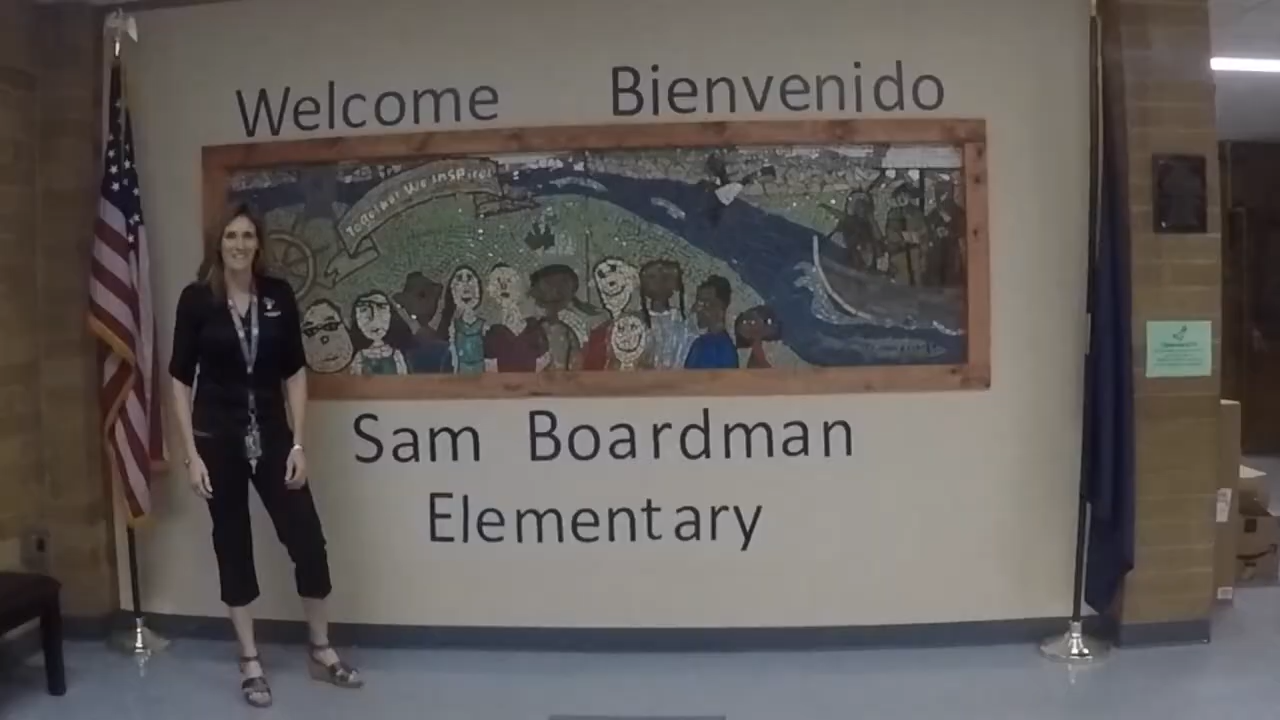 Welcome Bienvenido
Together We inspire!
Sam Boardman
Elementary